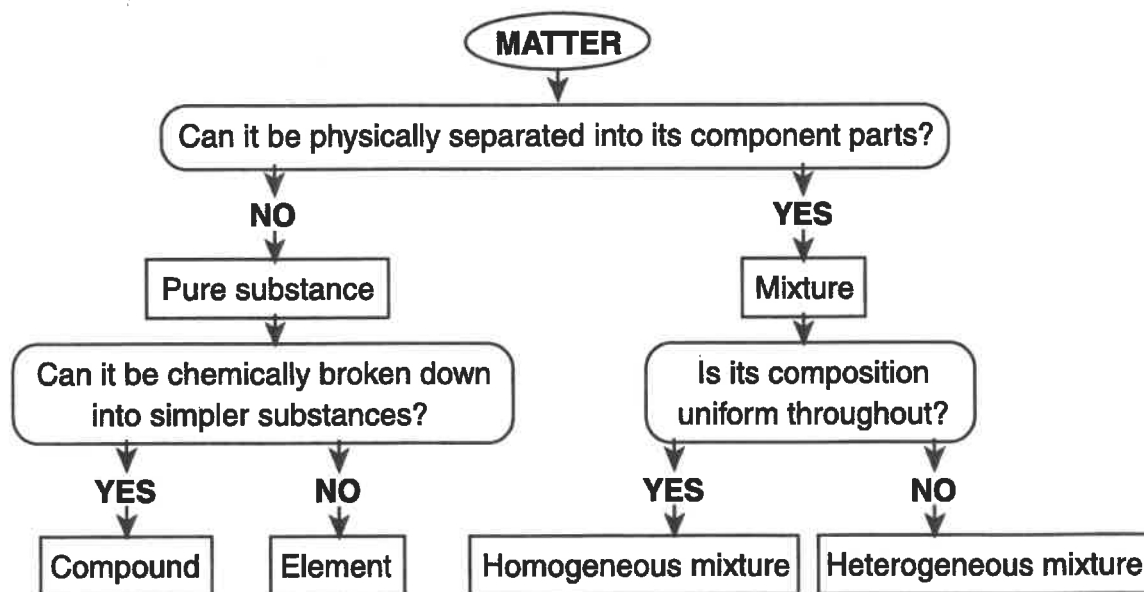 MATTER
Can it be physically separated into its component parts?
NO
YES
Pure substance
Mixture
Can it be chemically broken down
into simpler substances?
Is its composition
uniform throughout?
YES
NO
YES
NO
Compound
Element
Homogeneous mixture
Heterogeneous mixture